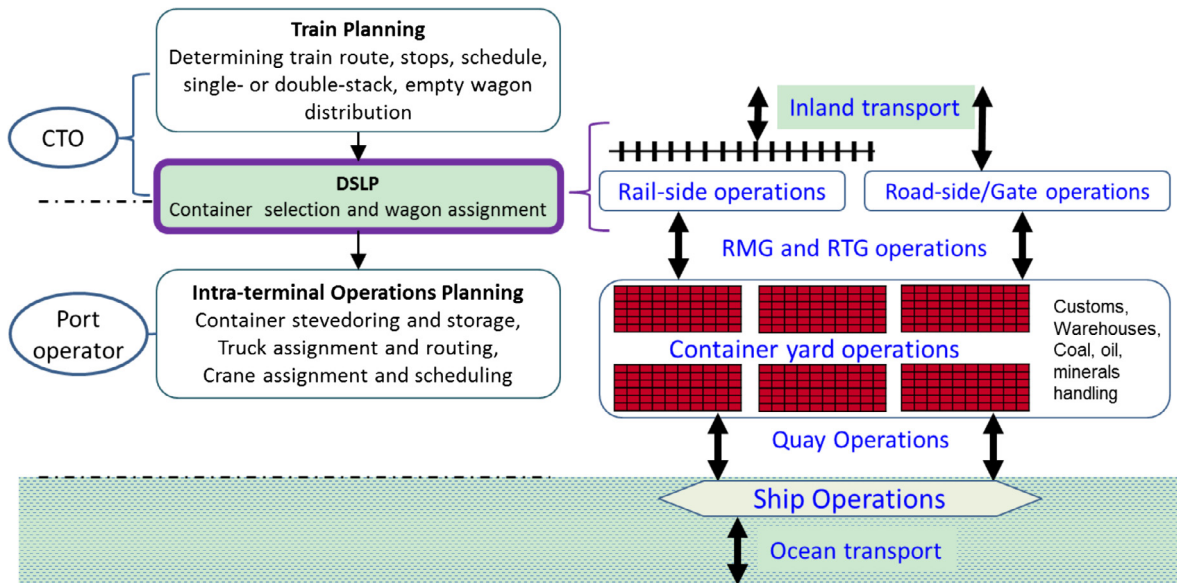 Train Planning
Determining train route, stops, schedule,
single- or double-stack, empty wagon
distribution
CTO
DSLP
Container selection and wagon assignment
Port
operator
Intra-terminal Operations Planning
Container stevedoring and storage,
Truck assignment and routing,
Crane assignment and scheduling
Inland transport
Rail-side operations
Road-side/Gate operations
RMG and RTG operations
Container yard operations
Customs,
Warehouses,
Coal, oil,
minerals
handling
Quay Operations
Ship Operations
Ocean transport